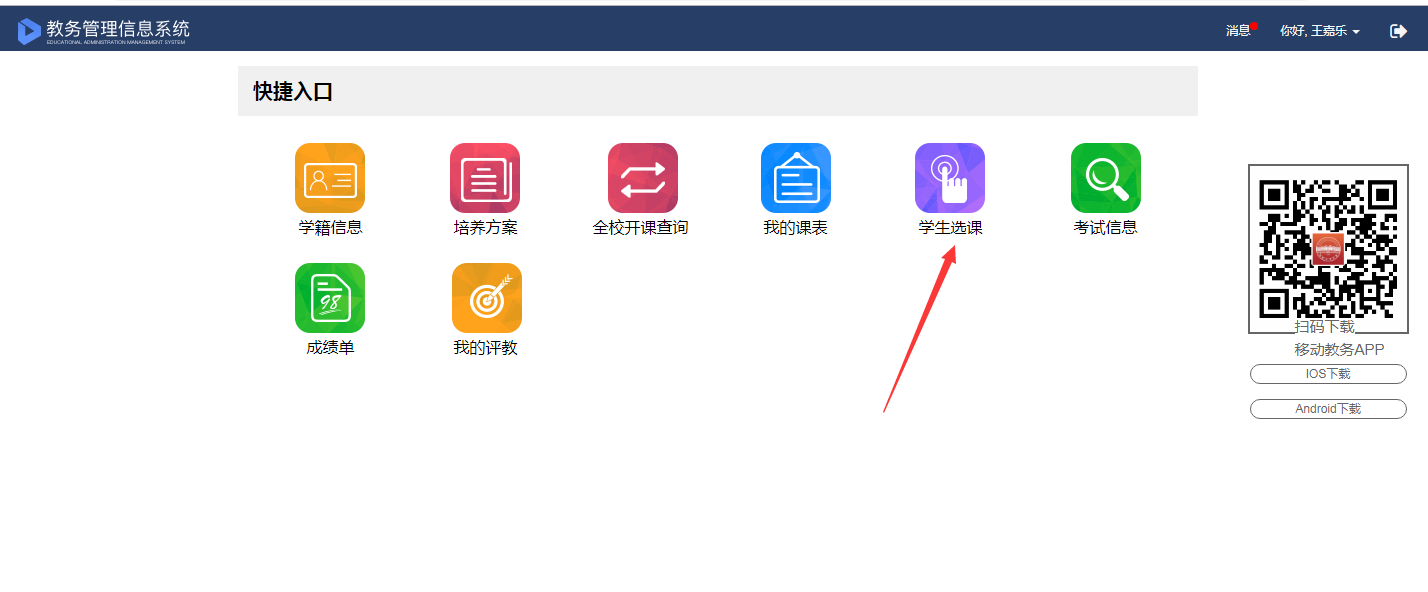 教务管理信息系统
EDUCATIONAL ADMINISTRATION MANAGEMENT SYSTEM
消息
你好, 王嘉乐
快捷入口
学籍信息
培养方案
全校开课查询
我的课表
学生选课
考试信息
98
成绩单
我的评教
扫码下载
移动教务APP
IOS下载
Android下载